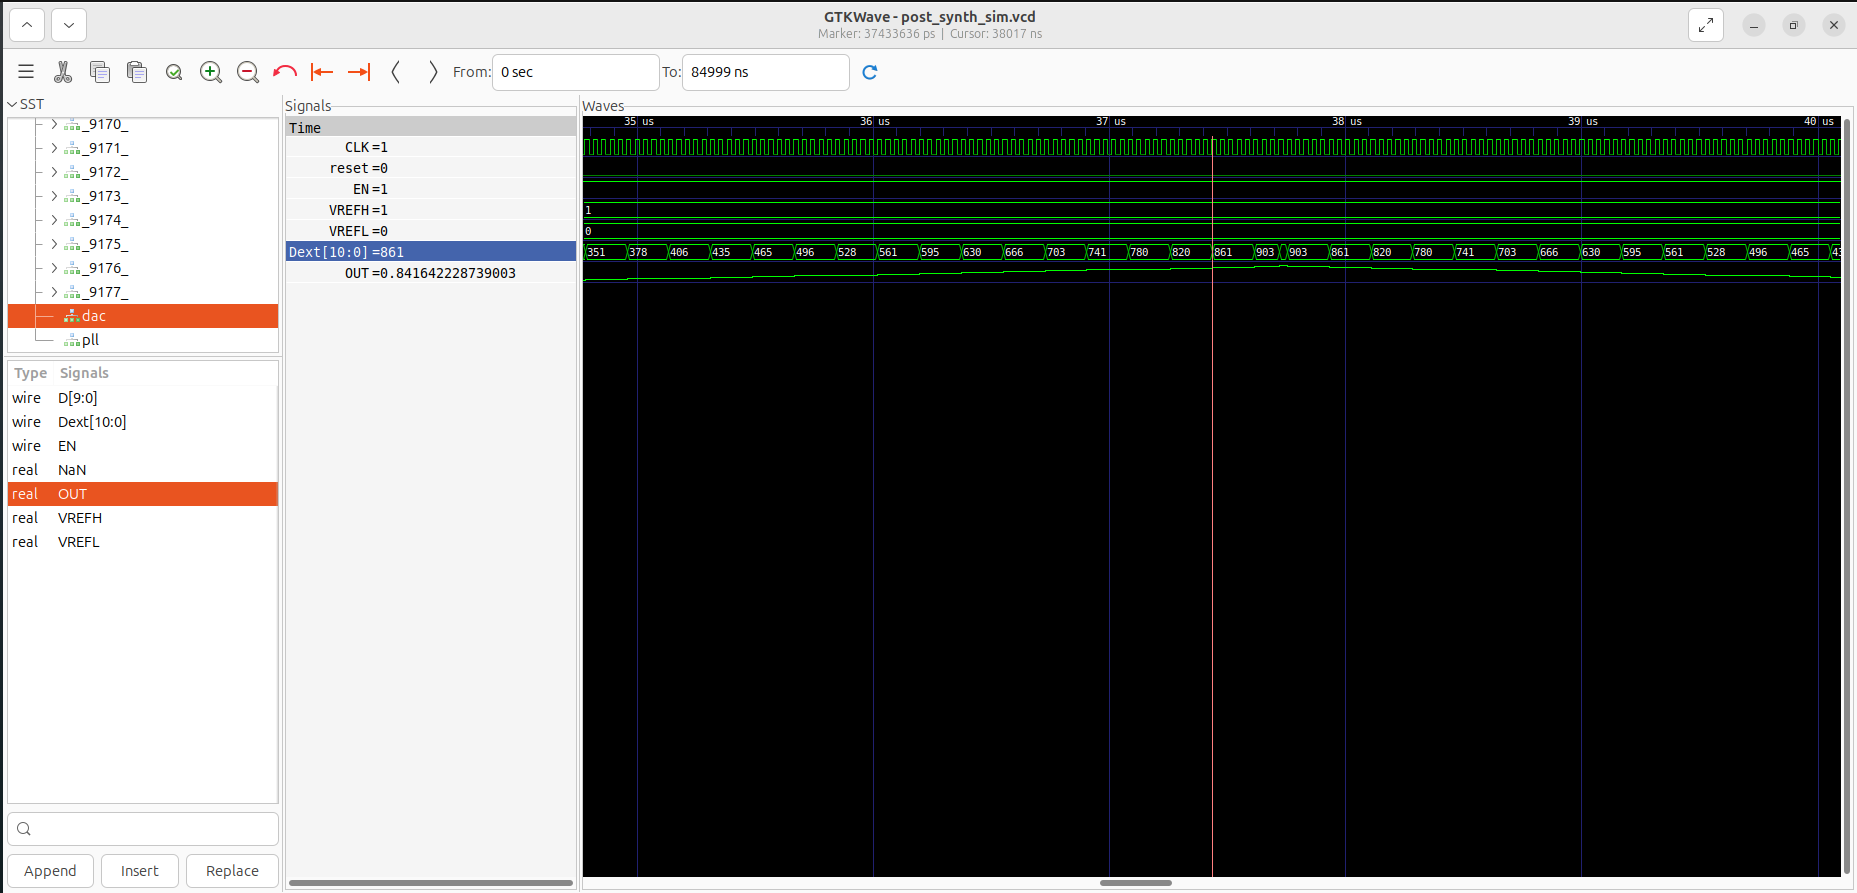 GTKWave - post_synth_sim.vcd
Marker: 37433636 ps | Cursor: 38017 ns
From: 0 sec To: 84999 ns
SST
_9170_
_9171_
_9172_
_9173_
_9174_
_9175_
_9176_
_9177_
dac
pll
Type Signals
wire D[9:0]
wire Dext[10:0]
wire EN
real NaN
real OUT
real VREFH
real VREFL
Append Insert Replace
Signals
Time
CLK=1
reset=0
EN=1
VREFH=1
VREFL=0
Dext[10:0]=861
OUT=0.841642228739003
Waves
35 us 36 us 37 us 38 us 39 us 40 us
1
0
351 378 406 435 465 496 528 561 595 630 666 703 741 780 820 861 903 903 861 820 780 741 703 666 630 595 561 528 496 465 43